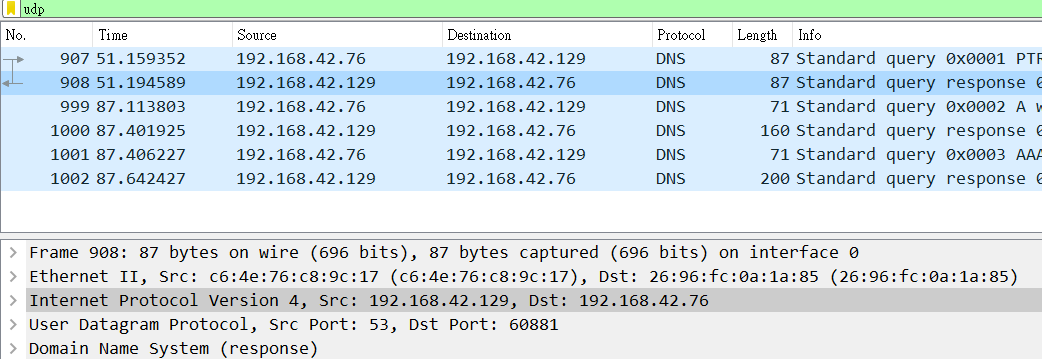 udp
No. Time Source Destination Protocol Length Info
907 51.159352 192.168.42.76 192.168.42.129 DNS 87 Standard query 0x0001 PTR
908 51.194589 192.168.42.129 192.168.42.76 DNS 87 Standard query response 0
999 87.113803 192.168.42.76 192.168.42.129 DNS 71 Standard query 0x0002 A w
1000 87.401925 192.168.42.129 192.168.42.76 DNS 160 Standard query response 0
1001 87.406227 192.168.42.76 192.168.42.129 DNS 71 Standard query 0x0003 AAA
1002 87.642427 192.168.42.129 192.168.42.76 DNS 200 Standard query response 0
Frame 908: 87 bytes on wire (696 bits), 87 bytes captured (696 bits) on interface 0
Ethernet II, Src: c6:4e:76:c8:9c:17 (c6:4e:76:c8:9c:17), Dst: 26:96:fc:0a:1a:85 (26:96:fc:0a:1a:85)
Internet Protocol Version 4, Src: 192.168.42.129, Dst: 192.168.42.76
User Datagram Protocol, Src Port: 53, Dst Port: 60881
Domain Name System (response)